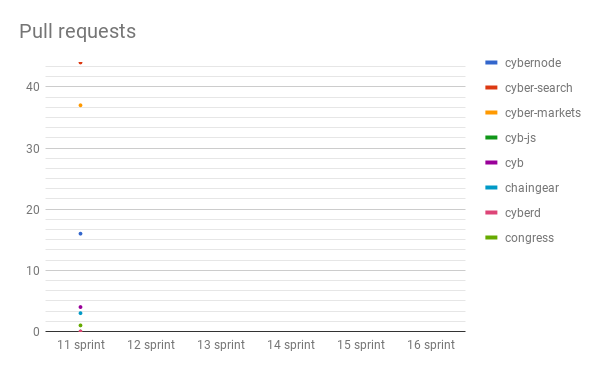 Pull requests
40
30
20
10
0
11 sprint
12 sprint
13 sprint
14 sprint
15 sprint
16 sprint
cybernode
cyber-search
cyber-markets
cyb-js
cyb
chaingear
cyberd
congress